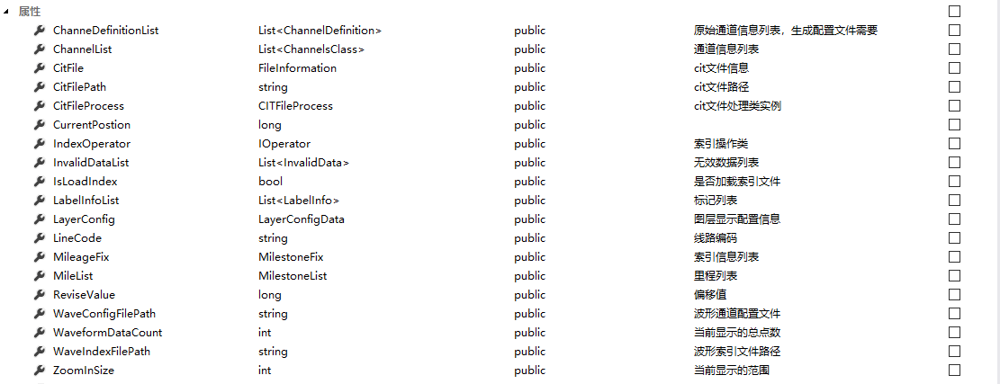 属性
ChanneDefinitionList List<ChannelDefinition> public 原始通道信息列表，生成配置文件需要
ChannelList List<ChannelsClass> public 通道信息列表
CitFile FileInformation public cit文件信息
CitFilePath string public cit文件路径
CitFileProcess CITFileProcess public cit文件处理类实例
CurrentPostion long public
IndexOperator IOperator public 索引操作类
InvalidDataList List<InvalidData> public 无效数据列表
IsLoadIndex bool public 是否加载索引文件
LabelInfoList List<LabelInfo> public 标记列表
LayerConfig LayerConfigData public 图层显示配置信息
LineCode string public 线路编码
MileageFix MilestoneFix public 索引信息列表
MileList MilestoneList public 里程列表
ReviseValue long public 偏移值
WaveConfigFilePath string public 波形通道配置文件
WaveformDataCount int public 当前显示的总点数
WaveIndexFilePath string public 波形索引文件路径
ZoomInSize int public 当前显示的范围